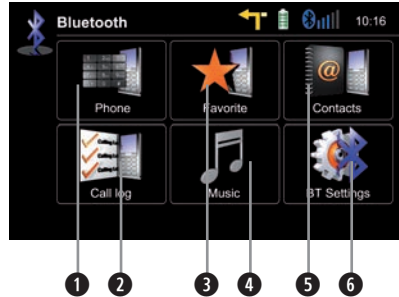 Bluetooth 10:16
Phone Favorite Contacts
@
Call log Music BT Settings
1 2 3 4 5 6